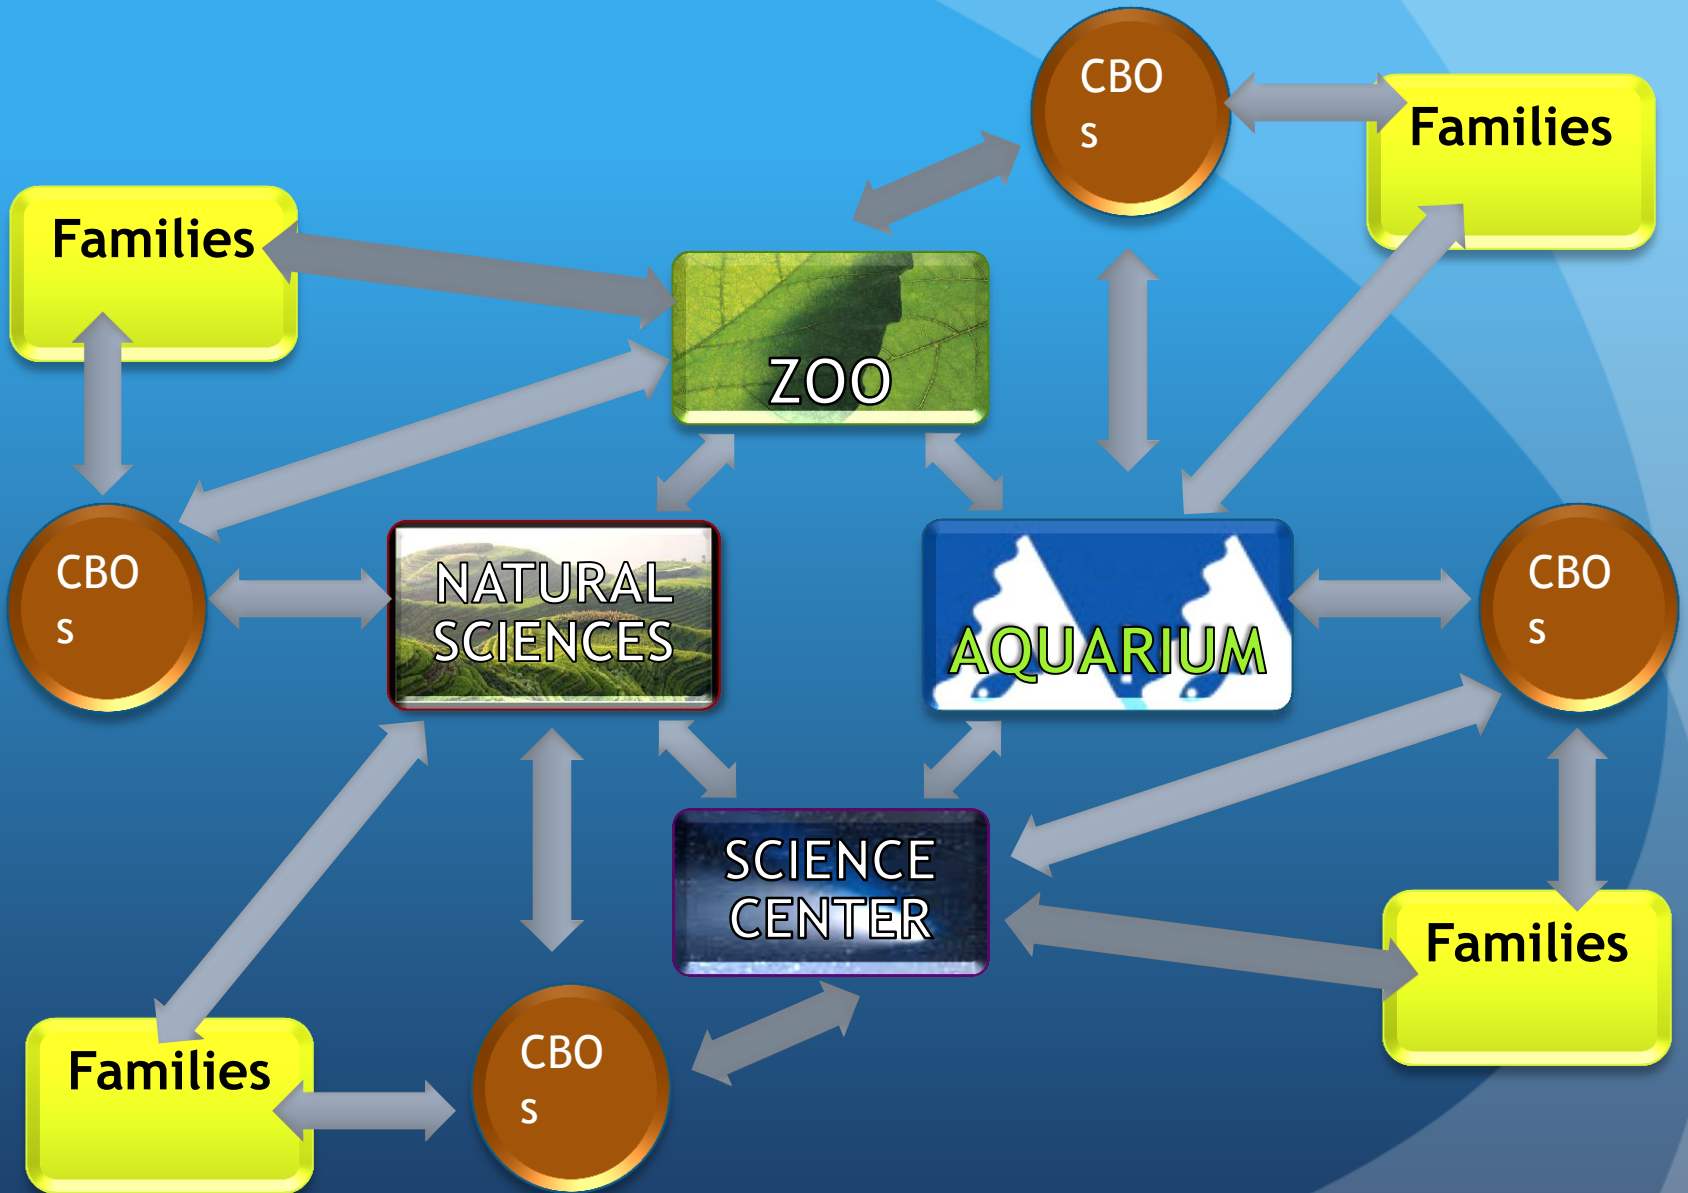 CBO
s
Families
Families
ZOO
CBO
s
NATURAL
SCIENCES
AQUARIUM
CBO
s
SCIENCE
CENTER
Families
CBO
s
Families